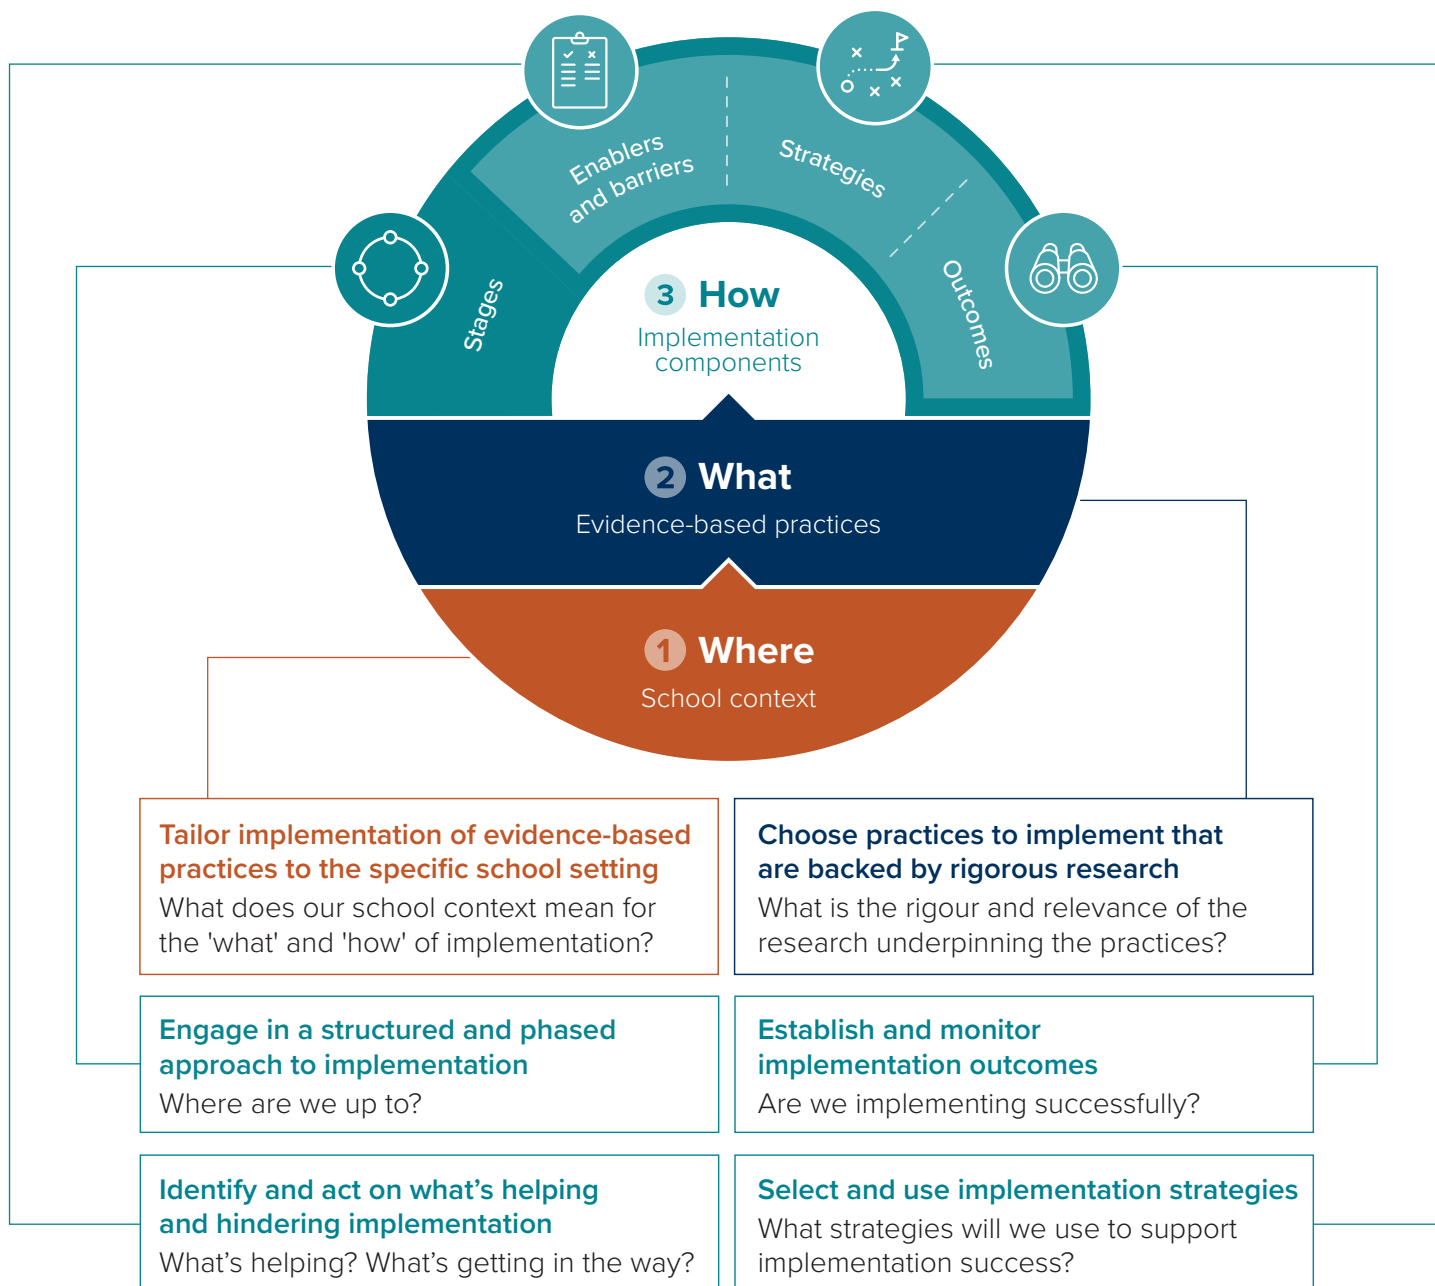 Enablers
and barriers
Strategies
Stages
Outcomes
3 How
Implementation
components
2 What
Evidence-based practices
1 Where
School context
Tailor implementation of evidence-based
practices to the specific school setting
What does our school context mean for
the 'what' and 'how' of implementation?
Choose practices to implement that
are backed by rigorous research
What is the rigour and relevance of the
research underpinning the practices?
Engage in a structured and phased
approach to implementation
Where are we up to?
Establish and monitor
implementation outcomes
Are we implementing successfully?
Identify and act on what’s helping
and hindering implementation
What’s helping? What’s getting in the way?
Select and use implementation strategies
What strategies will we use to support
implementation success?